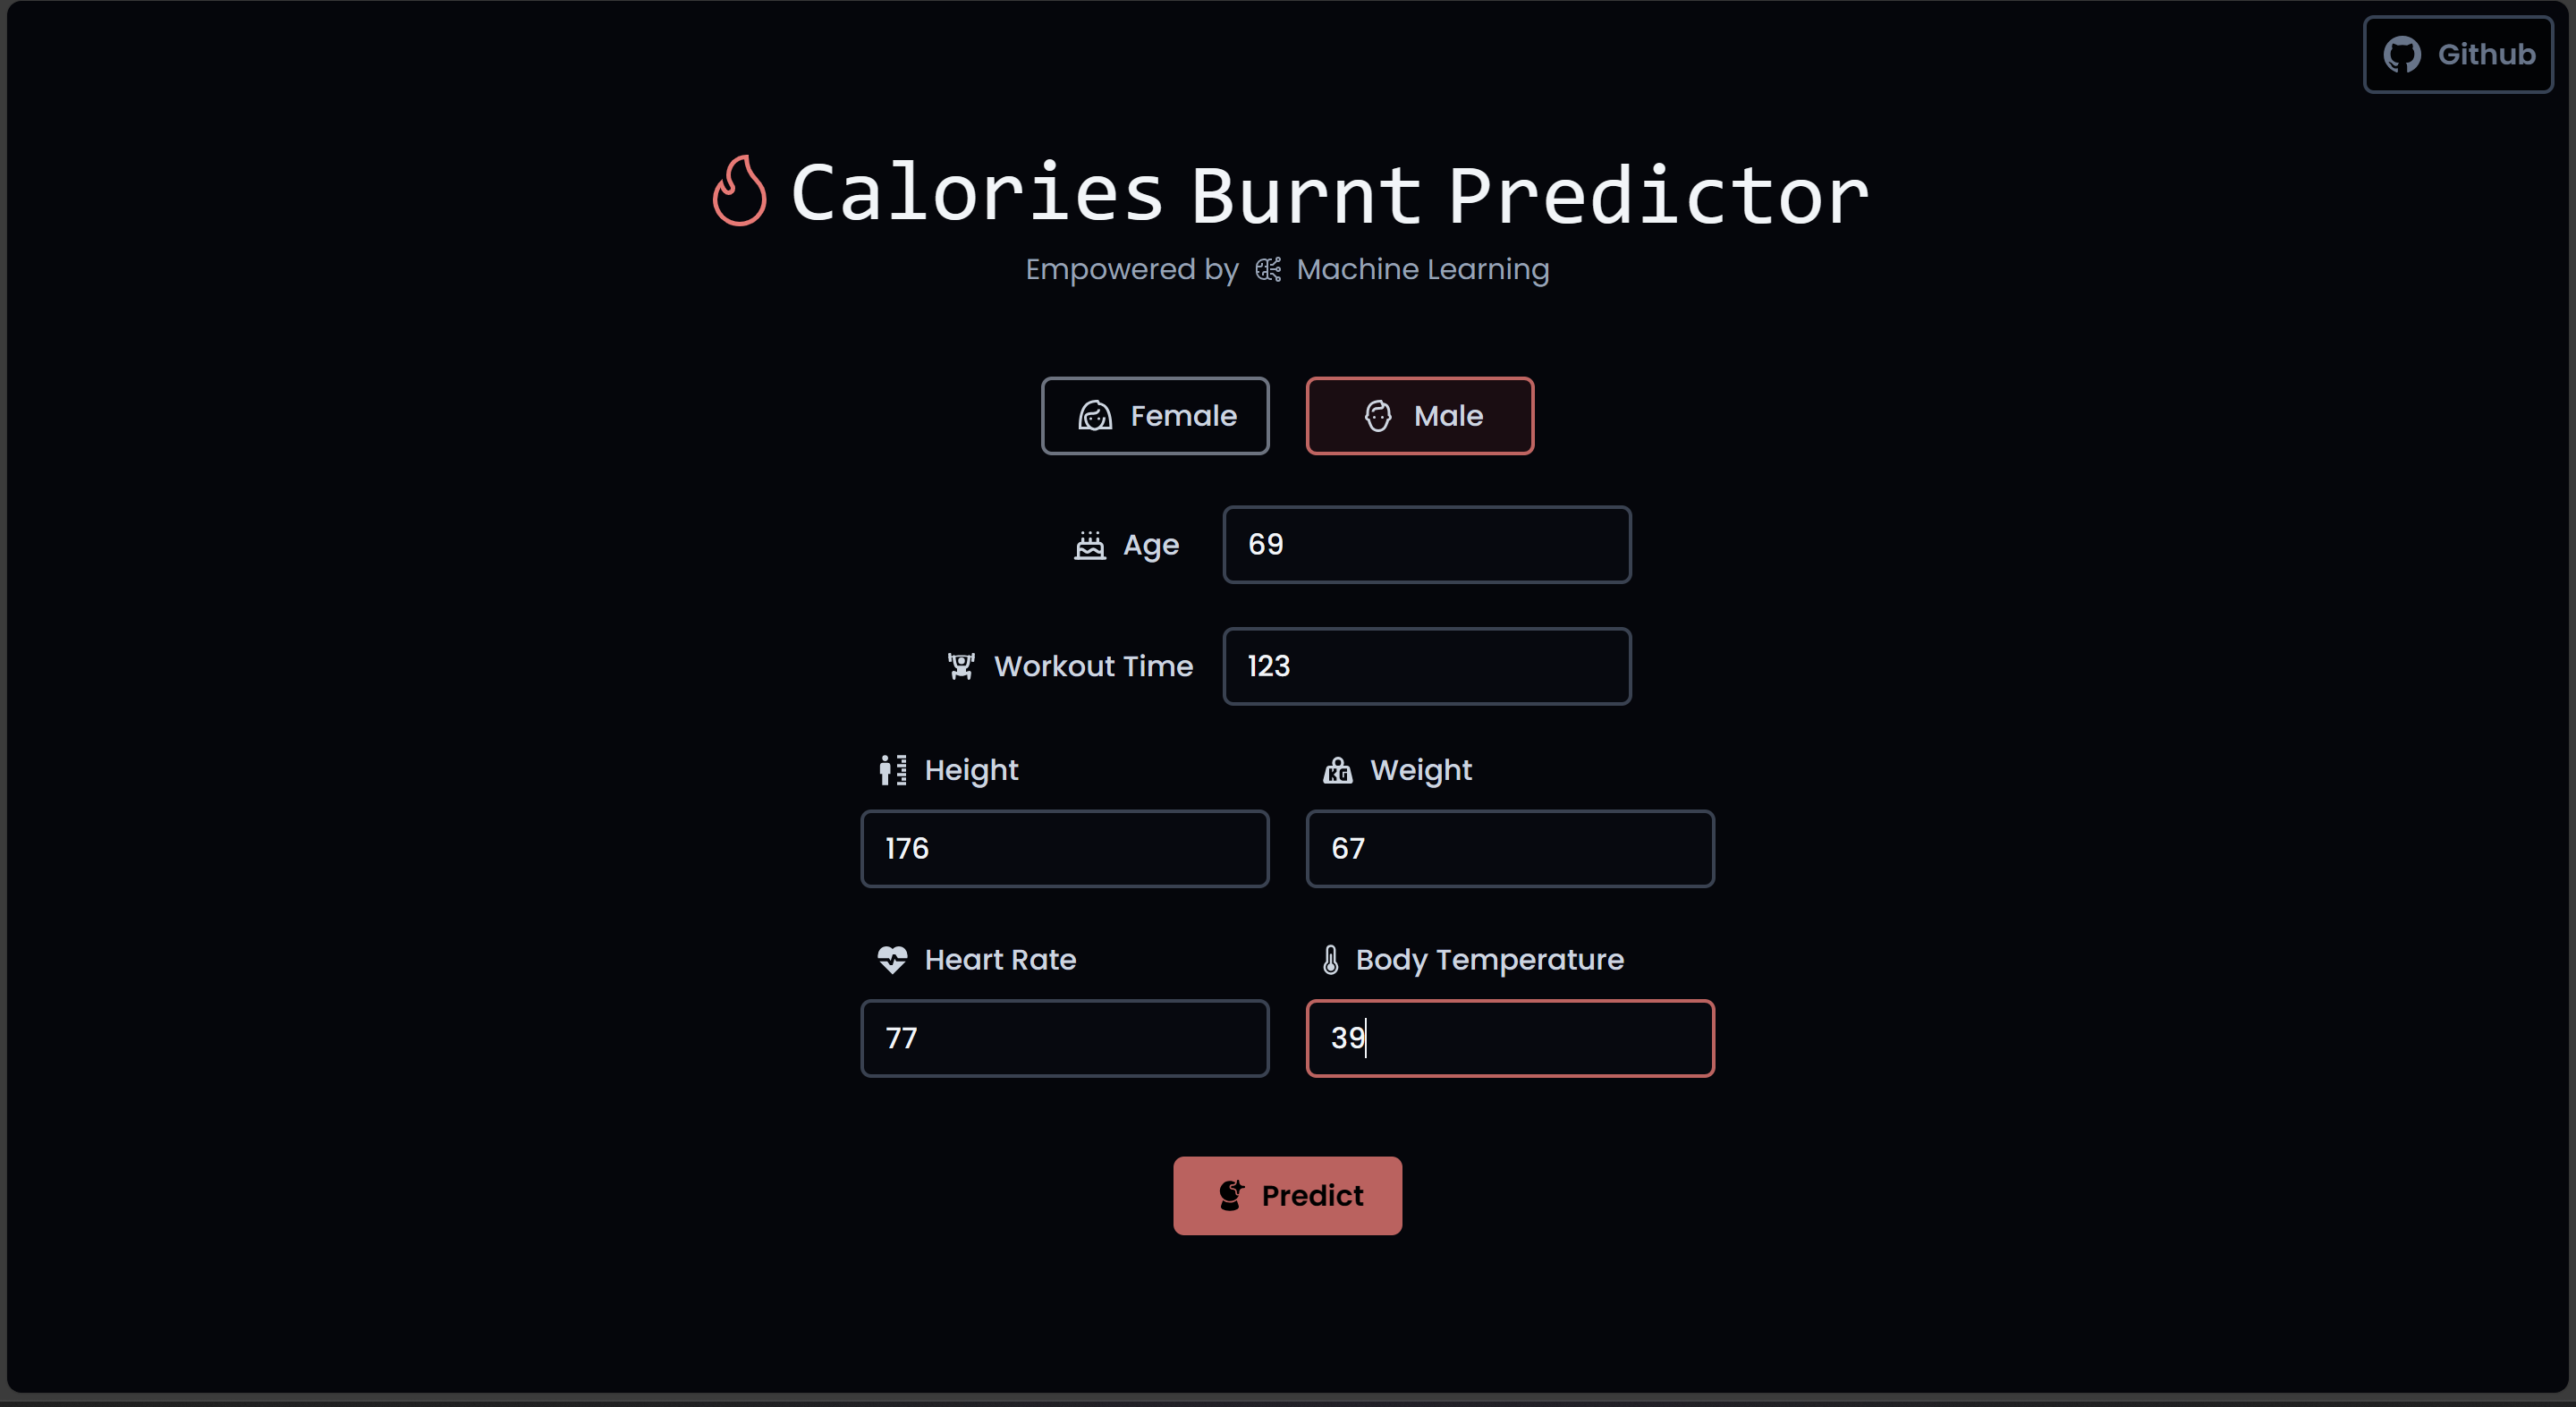 Github
Calories Burnt Predictor
Empowered by Machine Learning
Female Male
Age 69
Workout Time 123
Height Weight
176 67
Heart Rate Body Temperature
77 39
Predict